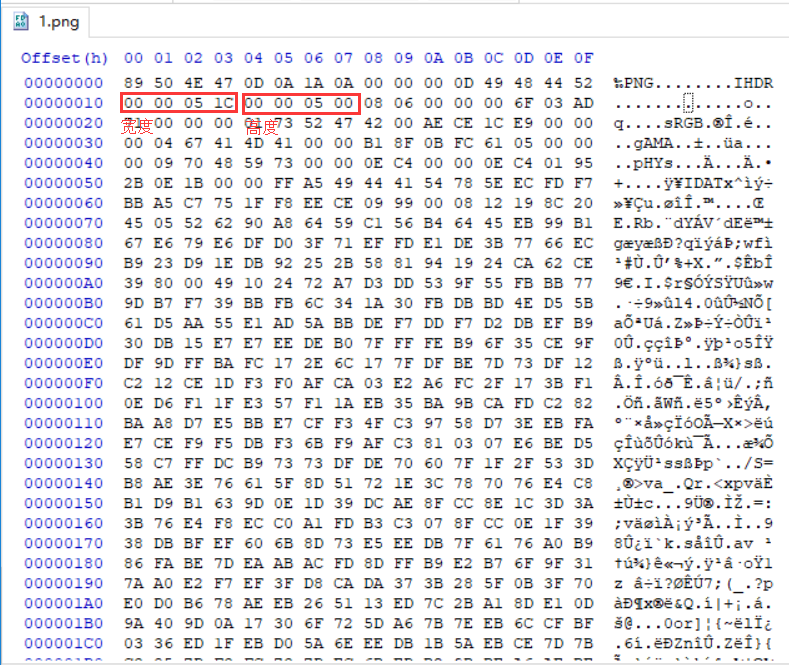 1.png
Offset(h) 00 01 02 03 04 05 06 07 08 09 0A 0B 0C 0D 0E 0F
00000000 89 50 4E 47 0D 0A 1A 0A 00 00 00 0D 49 48 44 52 ‰PNG........IHDR
00000010 00 00 05 1C 00 00 05 00 08 06 00 00 00 6F 03 AD .............o..
宽度 高度
00000020 71 00 00 00 01 73 52 47 42 00 AE CE 1C E9 00 00 q....sRGB.®Î.é..
00000030 00 04 67 41 4D 41 00 00 B1 8F 0B FC 61 05 00 00 ..gAMA..±..üa...
00000040 00 09 70 48 59 73 00 00 0E C4 00 00 0E C4 01 95 ..pHYs...Ä...Ä.•
00000050 2B 0E 1B 00 00 FF A5 49 44 41 54 78 5E EC FD F7 +....ÿ¥IDATx^ìý÷
00000060 BB A5 C7 75 1F F8 EE CE 09 99 00 08 12 19 8C 20 »¥Çu.øîÎ.™....Œ
00000070 45 05 52 62 90 A8 64 59 C1 56 B4 64 45 EB 99 B1 E.Rb.¨dYÁV´dEë™±
00000080 67 E6 79 E6 DF D0 3F 71 EF FD E1 DE 3B 77 66 EC gæyæßÐ?qïýáÞ;wfì
00000090 B9 23 D9 1E DB 92 25 2B 58 81 94 19 24 CA 62 CE ¹#Ù.Û’%+X.”.$ÊbÎ
000000A0 39 80 00 49 10 24 72 A7 D3 DD 53 9F 55 FB BB 77 9€.I.$r§ÓÝSŸUû»w
000000B0 9D B7 F7 39 BB FB 6C 34 1A 30 FB DB BD 4E D5 5B .·÷9»ûl4.0ûÛ½NÕ[
000000C0 61 D5 AA 55 E1 AD 5A BB DE F7 DD F7 D2 DB EF B9 aÕªUá.Z»Þ÷Ý÷ÒÛï¹
000000D0 30 DB 15 E7 E7 EE DE B0 7F FF FE B9 6F 35 CE 9F 0Û.ççîÞ°.ÿþ¹o5ÎŸ
000000E0 DF 9D FF BA FC 17 2E 6C 17 7F DF BE 7D 73 DF 12 ß.ÿºü..l..ß¾}sß.
000000F0 C2 12 CE 1D F3 F0 AF CA 03 E2 A6 FC 2F 17 3B F1 Â.Î.óð¯Ê.â¦ü/.;ñ
00000100 0E D6 F1 1F E3 57 F1 1A EB 35 BA 9B CA FD C2 82 .Öñ.ãWñ.ë5º›ÊýÂ‚
00000110 BA A8 D7 E5 BB E7 CF F3 4F C3 97 58 D7 3E EB FA º¨×å»çÏóOÃ—X×>ëú
00000120 E7 CE F9 F5 DB F3 6B F9 AF C3 81 03 07 E6 BE D5 çÎùõÛókù¯Ã...æ¾Õ
00000130 58 C7 FF DC B9 73 73 DF DE 70 60 7F 1F 2F 53 3D XÇÿÜ¹ssßÞp`../S=
00000140 B8 AE 3E 76 61 5F 8D 51 72 1E 3C 78 70 76 E4 C8 ¸®>va_.Qr.<xpväÈ
00000150 B1 D9 B1 63 9D 0E 1D 39 DC AE 8F CC 8E 1C 3D 3A ±Ù±c...9Ü®.ÌŽ.=:
00000160 3B 76 E4 F8 EC C0 A1 FD B3 C3 07 8F CC 0E 1F 39 ;väøìÀ¡ý³Ã..Ì..9
00000170 38 DB BF EF 60 6B 8D 73 E5 EE DB 7F 61 76 A0 B9 8Û¿ï`k.såîÛ.av ¹
00000180 86 FA BE 7D EA AB AC FD 8D FF B9 E2 B7 6F 9F 31 †ú¾}ê«¬ý.ÿ¹â·oŸ1
00000190 7A A0 E2 F7 EF 3F D8 CA DA 37 3B 28 5F 0B 3F 70 z â÷ï?ØÊÚ7;(_.?p
000001A0 E0 D0 B6 78 AE EB 26 51 13 ED 7C 2B A1 8D E1 0D àÐ¶x®ë&Q.í|+¡.á.
000001B0 9A 40 9D 0A 17 30 6F 72 5D A6 7B 7E EB 6C CF BF š@...0or]¦{~ëlÏ¿
000001C0 03 36 ED 1F EB D0 5A 6E EE DB 1B 5A EB CE 7D 7B .6í.ëÐZnîÛ.ZëÎ}{